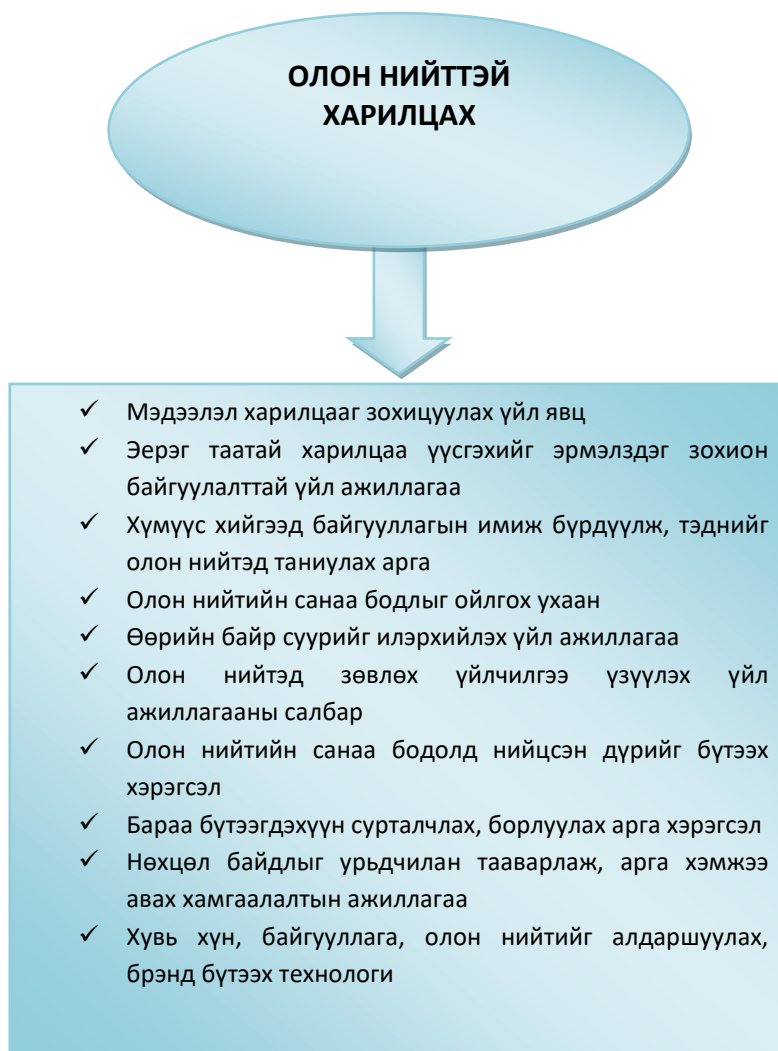 ОЛОН НИЙТТЭЙ
ХАРИЛЦАХ
✓ Мэдээлэл харилцааг зохицуулах үйл явц
✓ Эерэг таатай харилцаа үүсгэхийг эрмэлздэг зохион
байгуулалттай үйл ажиллагаа
✓ Хүмүүс хийгээд байгууллагын имиж бүрдүүлж, тэднийг
олон нийтэд таниулах арга
✓ Олон нийтийн санаа бодлыг ойлгох ухаан
✓ Өөрийн байр суурийг илэрхийлэх үйл ажиллагаа
✓ Олон нийтэд зөвлөх үйлчилгээ үзүүлэх үйл
ажиллагааны салбар
✓ Олон нийтийн санаа бодолд нийцсэн дүрийг бүтээх
хэрэгсэл
✓ Бараа бүтээгдэхүүн сурталчлах, борлуулах арга хэрэгсэл
✓ Нөхцөл байдлыг урьдчилан тааварлаж, арга хэмжээ
авах хамгаалалтын ажиллагаа
✓ Хувь хүн, байгууллага, олон нийтийг алдаршуулах,
брэнд бүтээх технологи